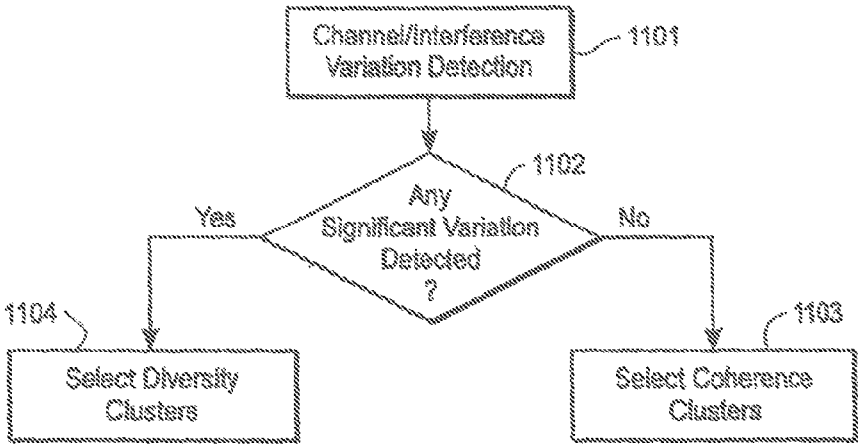 Channel/Interference
Variation Detection
1101
Any
Significant Variation
Detected
?
1102
Yes
No
1104
Select Diversity
Clusters
1103
Select Coherence
Clusters